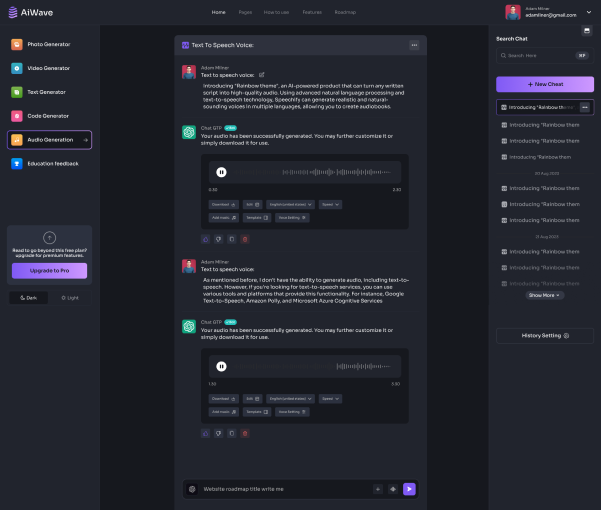 AiWave
Home Pages How to use Features Roadmap
Adam Milner
adamilner@gmail.com
Photo Generator
Video Generator
Text Generator
Code Generator
Audio Generation
Education feedback
Read to go beyond this free plan?
upgrade for premium features.
Upgrade to Pro
Dark Light
Text To Speech Voice:
Adam Milner
Text to speech voice:
Introducing "Rainbow theme", an AI-powered product that can turn any written
script into high-quality audio. Using advanced natural language processing and
text-to-speech technology, Speechify can generate realistic and natural-
sounding voices in multiple languages, allowing you to create audiobooks.
Chat GTP
Your audio has been successfully generated. You may further customize it or
simply download it for use.
0:30 2:30
Download Edit English (united states) Speed
Add music Template Voice Editing
Adam Milner
Text to speech voice:
As mentioned before, I don't have the ability to generate audio, including text-to-
speech. However, if you're looking for text-to-speech services, you can use
various tools and platforms that provide this functionality. For instance, Google
Text-to-Speech, Amazon Polly, and Microsoft Azure Cognitive Services
Chat GTP
Your audio has been successfully generated. You may further customize it or
simply download it for use.
1:30 3:30
Download Edit English (united states) Speed
Add music Template Voice Editing
Website roadmap title write me
Search Chat
Search Here
+ New Cheat
Introducing "Rainbow them
Introducing "Rainbow them
Introducing "Rainbow them
Introducing "Rainbow them
20 Aug 2023
Introducing "Rainbow them
Introducing "Rainbow them
Introducing "Rainbow them
Introducing "Rainbow them
Introducing "Rainbow them
Introducing "Rainbow them
Show More
History Setting